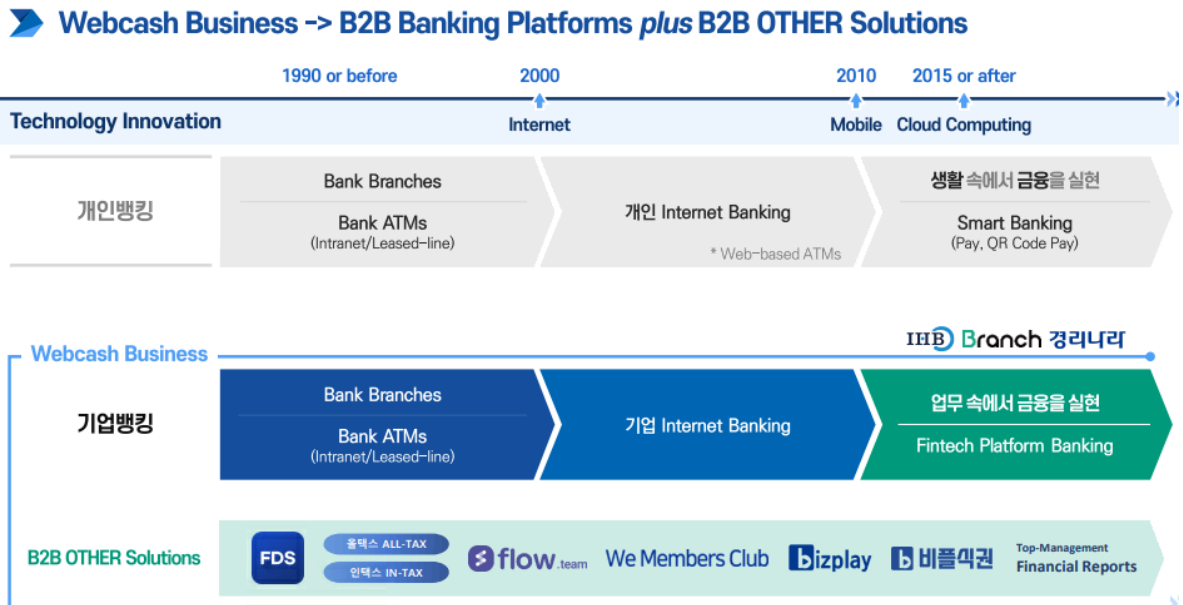 Webcash Business -> B2B Banking Platforms plus B2B OTHER Solutions
1990 or before
2000
2010
2015 or after
Technology Innovation
Internet
Mobile
Cloud Computing
개인뱅킹
Bank Branches
Bank ATMs
(Intranet/Leased-line)
개인 Internet Banking
* Web-based ATMs
생활 속에서 금융을 실현
Smart Banking
(Pay, QR Code Pay)
IHB Branch 경리나라
Webcash Business
기업뱅킹
Bank Branches
Bank ATMs
(Intranet/Leased-line)
기업 Internet Banking
업무 속에서 금융을 실현
Fintech Platform Banking
B2B OTHER Solutions
FDS
올택스 ALL-TAX
인택스 IN-TAX
flow.team
We Members Club
bizplay
비플식권
Top-Management
Financial Reports